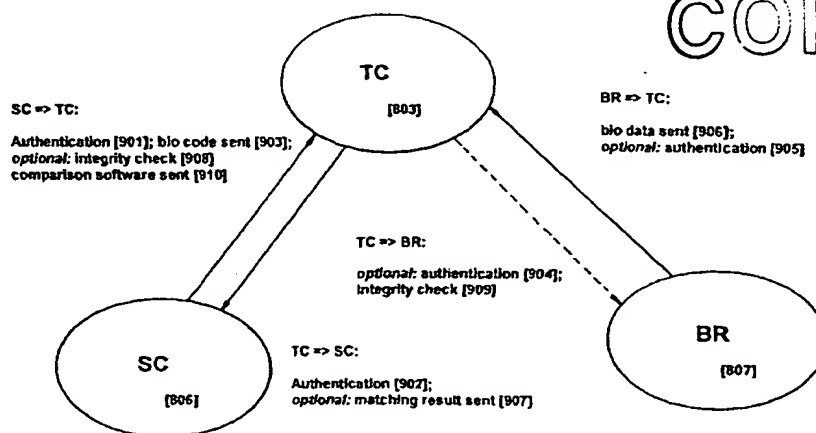 TC
[803]
SC => TC:
Authentication [901]; bio code sent [903];
optional: integrity check [908]
comparison software sent [910]
BR => TC:
bio data sent [906];
optional: authentication [905]
TC => BR:
optional: authentication [904];
integrity check [909]
SC
[806]
TC => SC:
Authentication [902];
optional: matching result sent [907]
BR
[807]